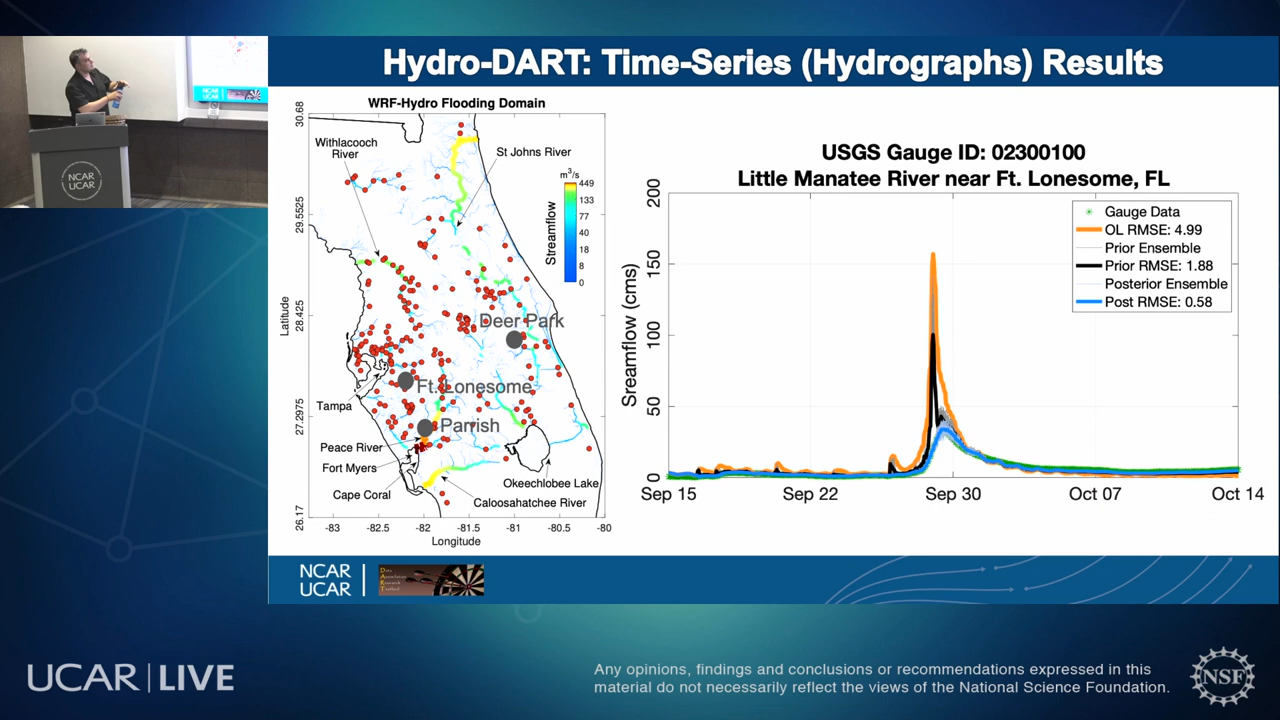 Hydro-DART: Time-Series (Hydrographs) Results
WRF-Hydro Flooding Domain
30.68
29.5525
28.425
27.2975
26.17
Latitude
-83
-82.5
-82
-81.5
-81
-80.5
-80
Longitude
Withlacooch
River
St Johns River
m³/s
449
133
77
40
18
8
0
Streamflow
Deer Park
Ft. Lonesome
Tampa
Parrish
Peace River
Fort Myers
Cape Coral
Okeechlobee Lake
Caloosahatchee River
USGS Gauge ID: 02300100
Little Manatee River near Ft. Lonesome, FL
200
150
100
50
0
Streamflow (cms)
Gauge Data
OL RMSE: 4.99
Prior Ensemble
Prior RMSE: 1.88
Posterior Ensemble
Post RMSE: 0.58
Sep 15
Sep 22
Sep 30
Oct 07
Oct 14
NCAR
UCAR
NCAR
UCAR
Data
Assimilation
Research
Testbed
UCAR | LIVE
Any opinions, findings and conclusions or recommendations expressed in this
material do not necessarily reflect the views of the National Science Foundation.
NSF